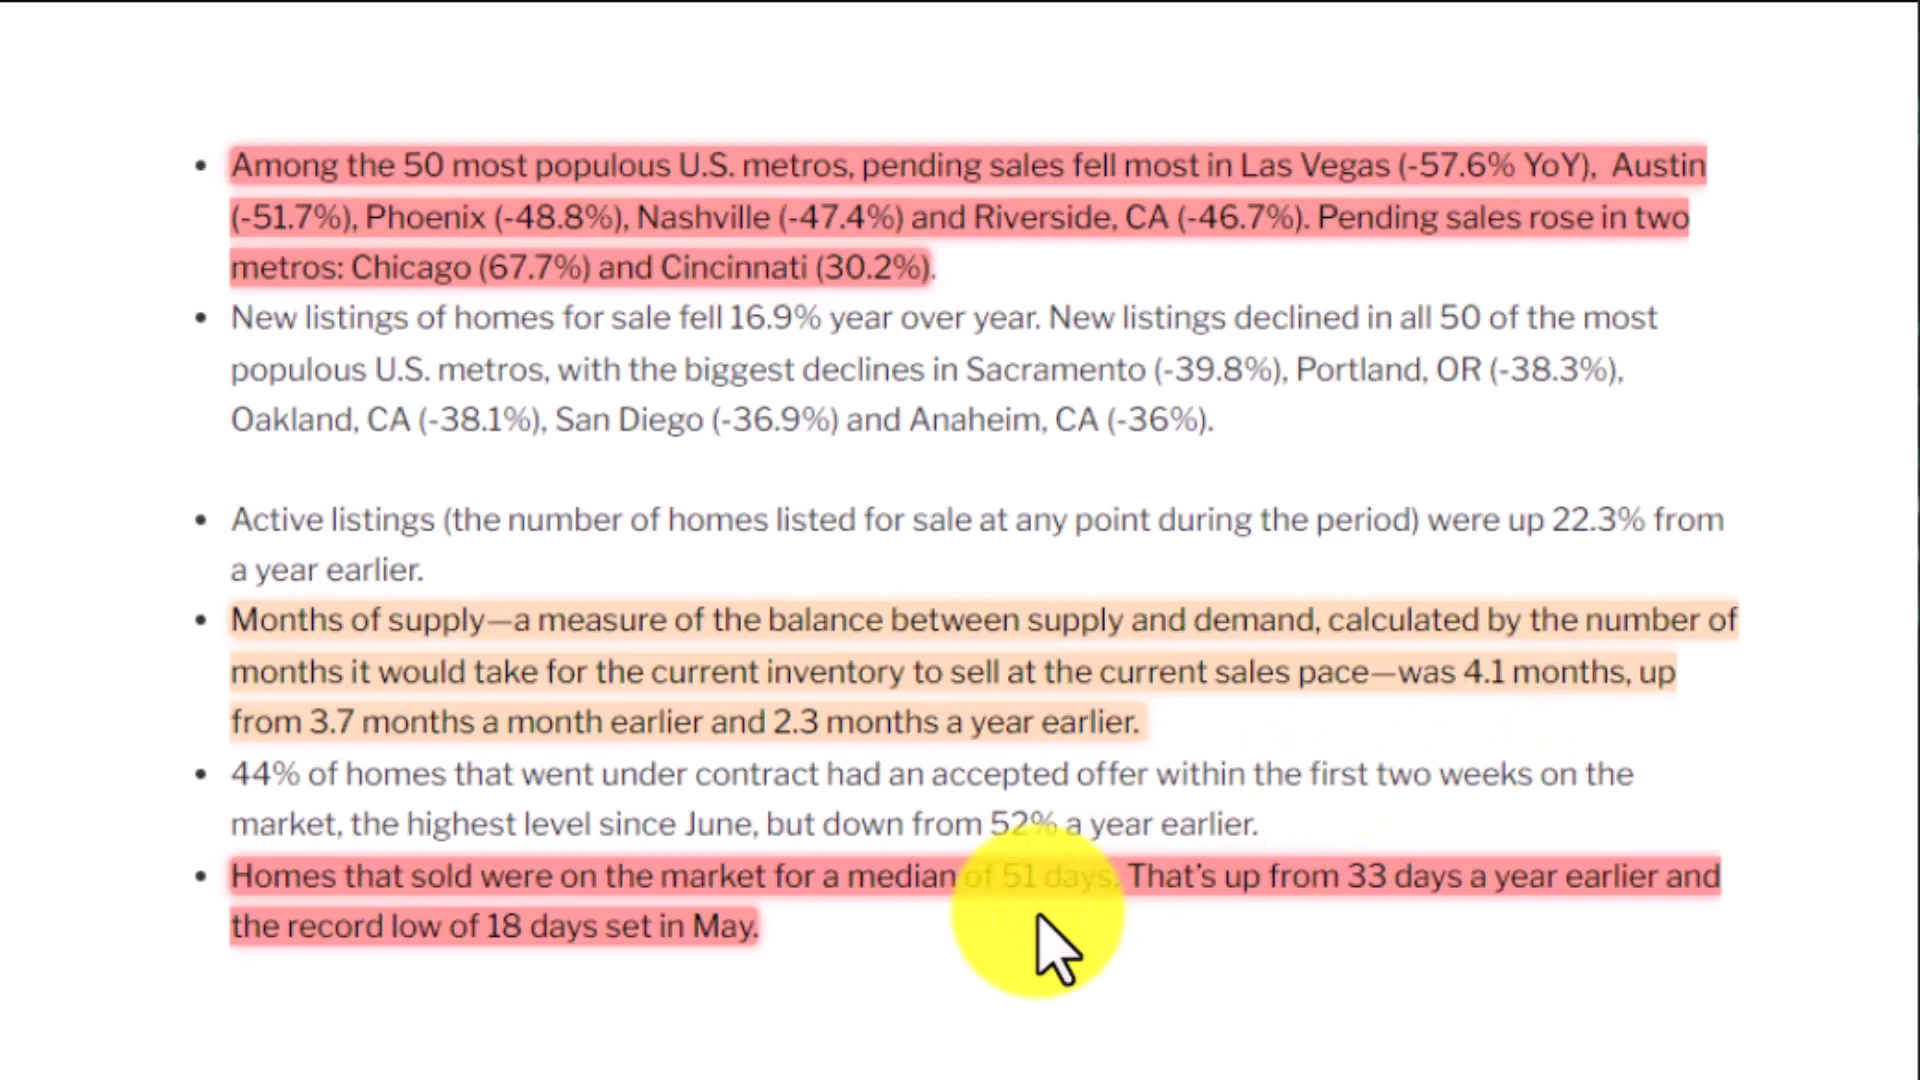 Among the 50 most populous U.S. metros, pending sales fell most in Las Vegas (-57.6% YoY), Austin
(-51.7%), Phoenix (-48.8%), Nashville (-47.4%) and Riverside, CA (-46.7%). Pending sales rose in two
metros: Chicago (67.7%) and Cincinnati (30.2%).
New listings of homes for sale fell 16.9% year over year. New listings declined in all 50 of the most
populous U.S. metros, with the biggest declines in Sacramento (-39.8%), Portland, OR (-38.3%),
Oakland, CA (-38.1%), San Diego (-36.9%) and Anaheim, CA (-36%).
Active listings (the number of homes listed for sale at any point during the period) were up 22.3% from
a year earlier.
Months of supply—a measure of the balance between supply and demand, calculated by the number of
months it would take for the current inventory to sell at the current sales pace—was 4.1 months, up
from 3.7 months a month earlier and 2.3 months a year earlier.
44% of homes that went under contract had an accepted offer within the first two weeks on the
market, the highest level since June, but down from 52% a year earlier.
Homes that sold were on the market for a median of 51 days. That's up from 33 days a year earlier and
the record low of 18 days set in May.